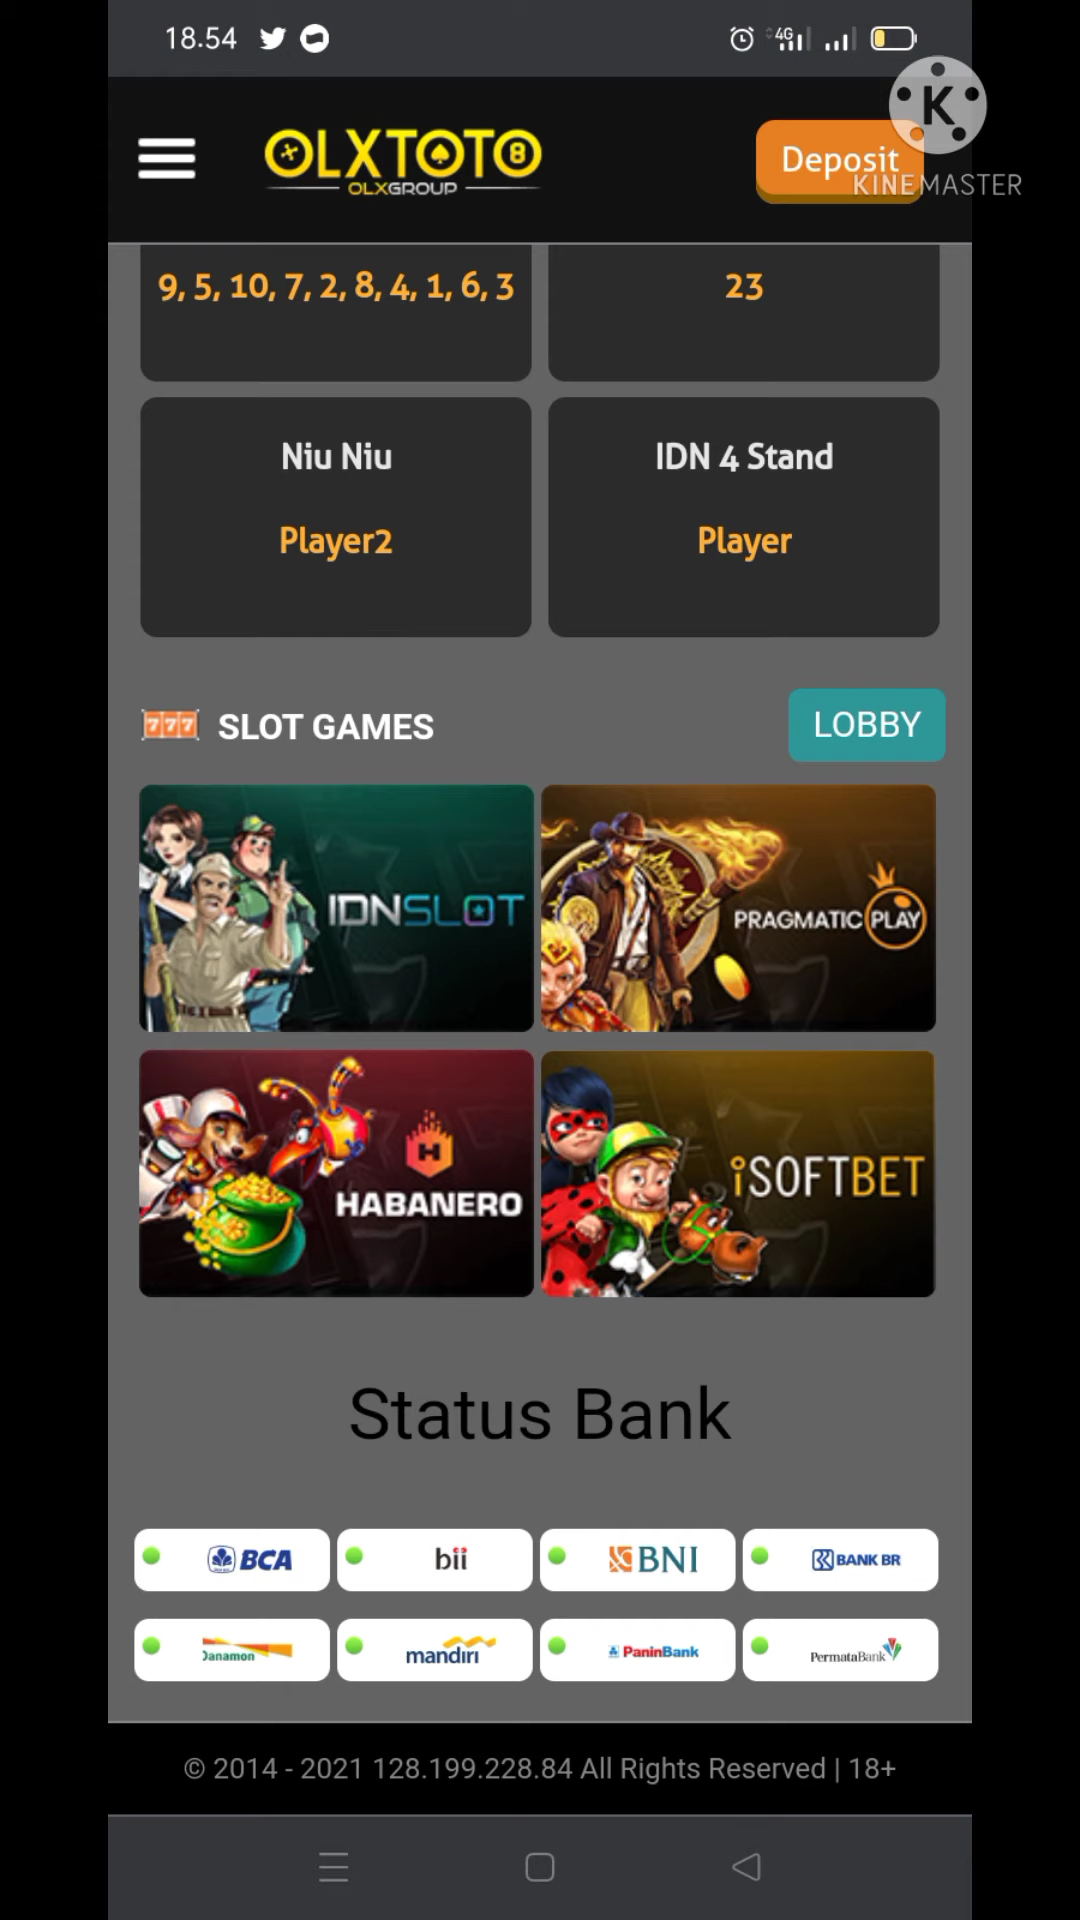 18.54
4G
K
OLXTOTO
OLXGROUP
Deposit
KINEMASTER
9, 5, 10, 7, 2, 8, 4, 1, 6, 3
23
Niu Niu
IDN 4 Stand
Player2
Player
777 SLOT GAMES
LOBBY
IDNSLOT
PRAGMATIC PLAY
H
HABANERO
iSOFTBET
Status Bank
BCA
bii
BNI
BANK BR
Danamon
mandiri
PaninBank
PermataBank
© 2014 - 2021 128.199.228.84 All Rights Reserved | 18+